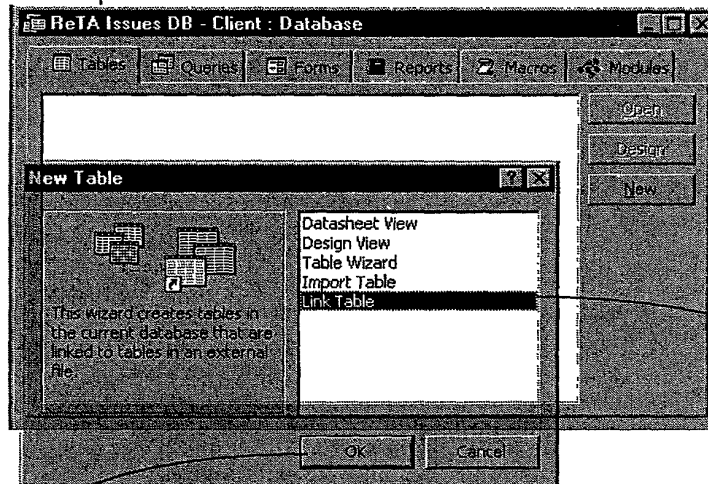 ReTA Issues DB - Client : Database
Tables Queries Forms Reports Macros Modules
Open
Design
New
New Table
Datasheet View
Design View
Table Wizard
Import Table
Link Table
This wizard creates tables in
the current database that are
linked to tables in an external
file.
OK Cancel